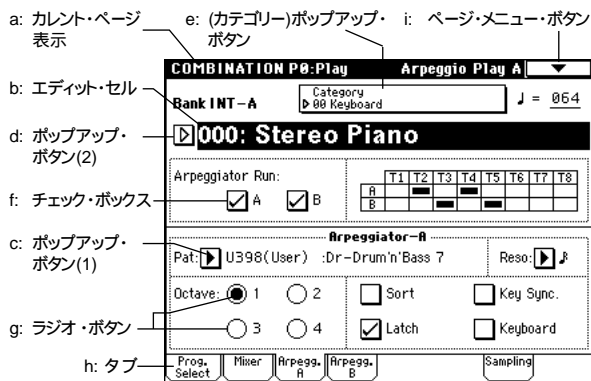 a: カレント・ページ表示
e: (カテゴリー)ポップアップ・ボタン
i: ページ・メニュー・ボタン
COMBINATION P0:Play Arpeggio Play A
b: エディット・セル
Bank INT-A
Category
00 Keyboard
♩ = 064
d: ポップアップ・ボタン(2)
000: Stereo Piano
Arpeggiator Run:
A B
T1 T2 T3 T4 T5 T6 T7 T8
A
B
f: チェック・ボックス
Arpeggiator-A
c: ポップアップ・ボタン(1)
Pat: U398(User) :Dr-Drum'n'Bass 7
Reso: ♪
Octave: 1 2
Sort Key Sync.
g: ラジオ・ボタン
3 4
Latch Keyboard
h: タブ
Prog. Select
Mixer
Arpegg. A
Arpegg. B
Sampling